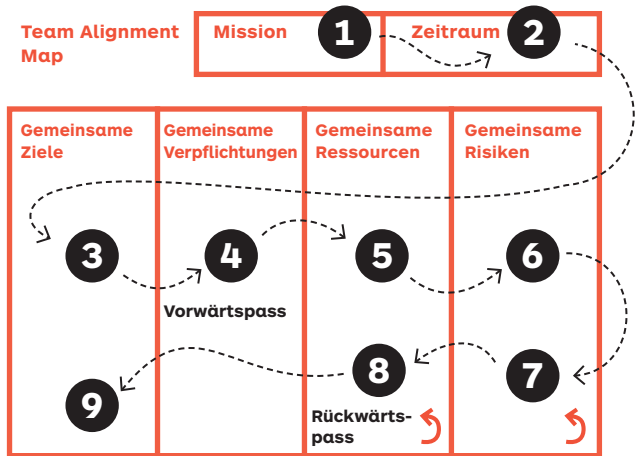 Team Alignment
Map
Mission
1
Zeitraum
2
Gemeinsame
Ziele
Gemeinsame
Verpflichtungen
Gemeinsame
Ressourcen
Gemeinsame
Risiken
3
4
5
6
Vorwärtspass
9
8
7
Rückwärts-
pass